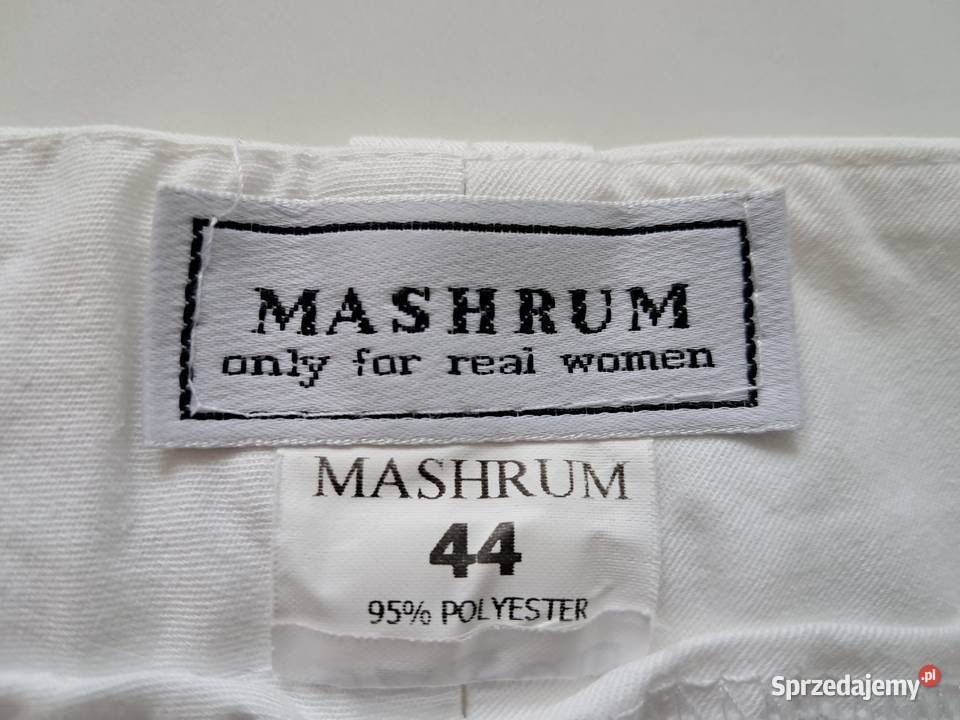 MASHRUM
only for real women
MASHRUM
44
95% POLYESTER
Sprzedajemy.pl